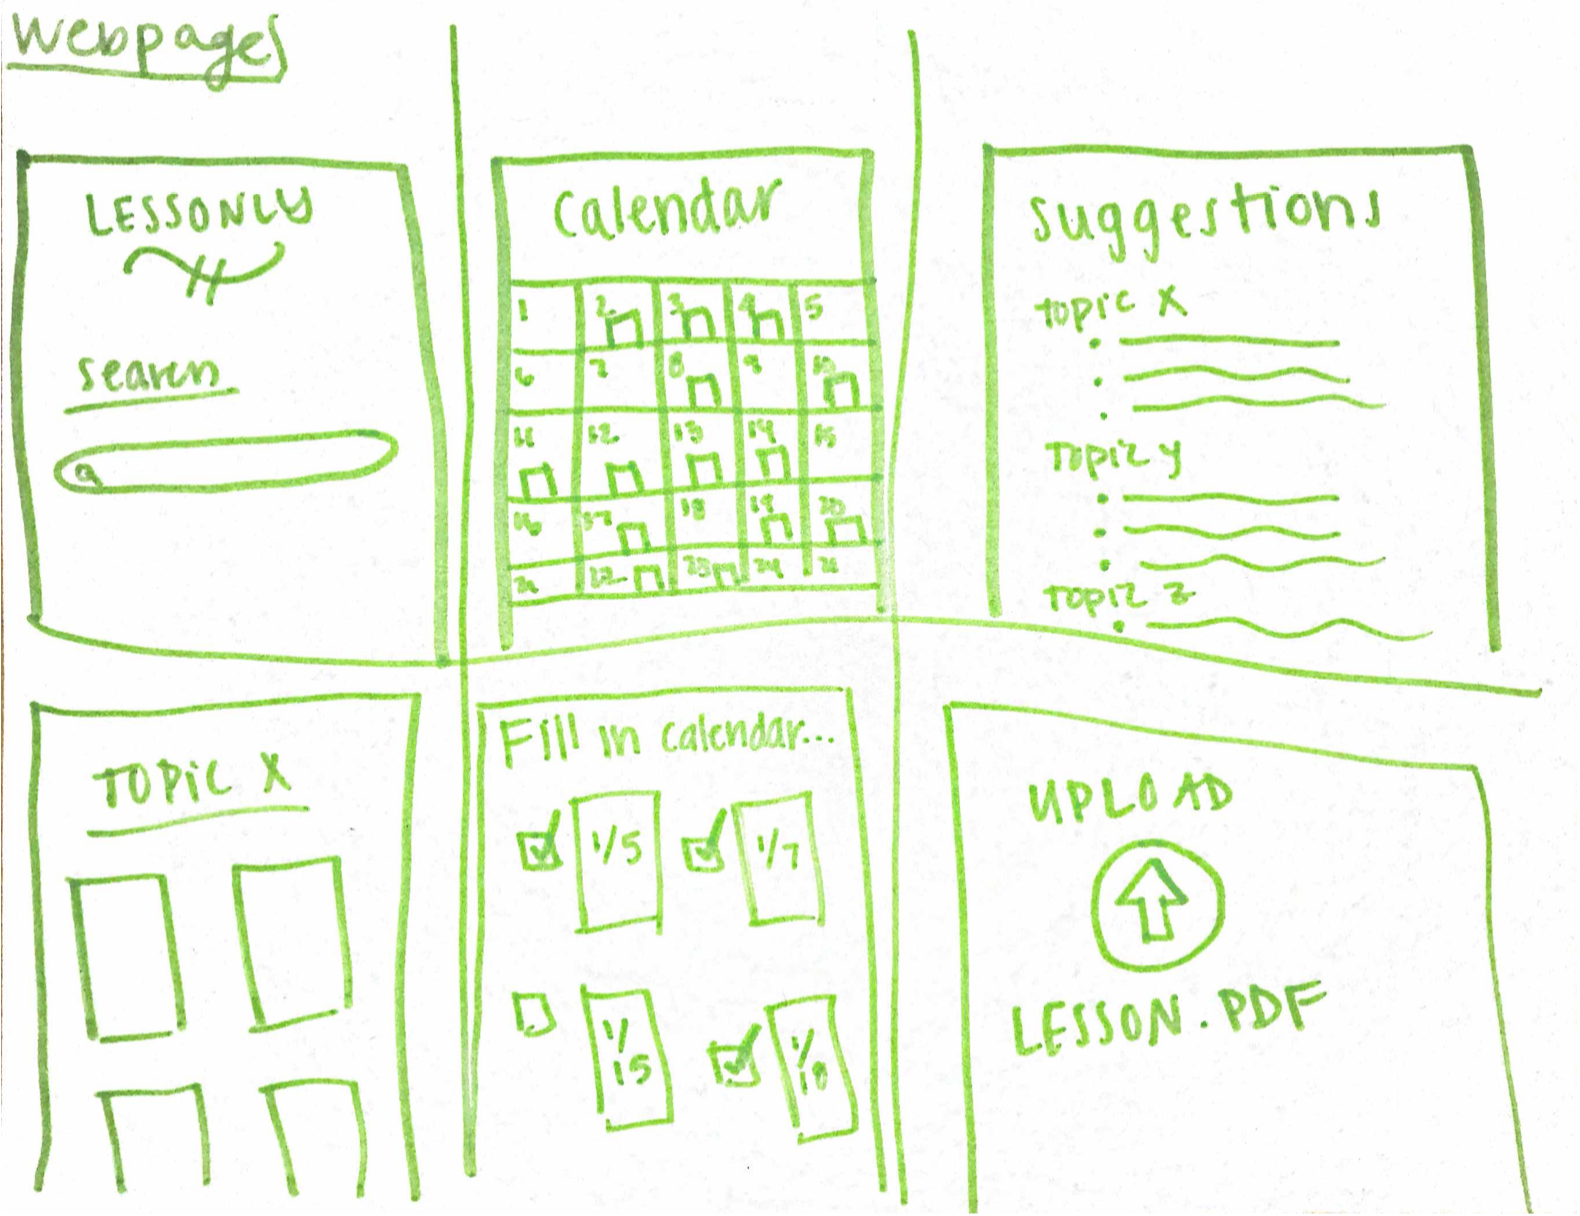 Webpages
LESSONLY
search
Calendar
1 2 3 4 5
6 7 8 9 10
11 12 13 14 15
16 17 18 19 20
21 22 23 24
suggestions
topic x
topic y
topic z
TOPIC X
Fill in calendar...
1/5 1/7
1/
15
1/
10
UPLOAD
LESSON.PDF